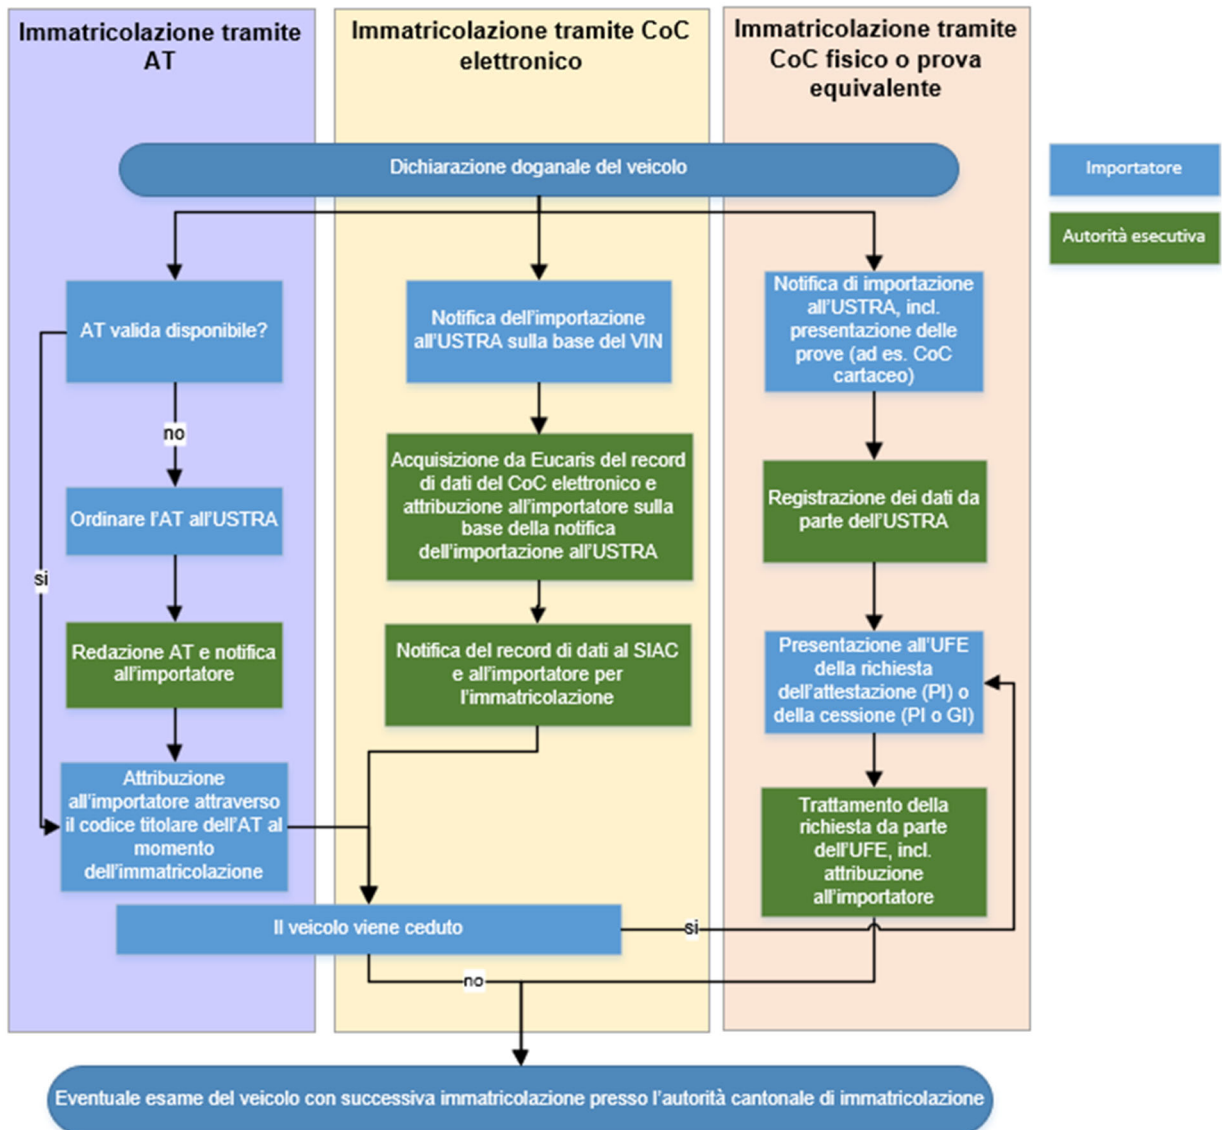 Immatricolazione tramite
AT
Immatricolazione tramite CoC
elettronico
Immatricolazione tramite
CoC fisico o prova
equivalente
Dichiarazione doganale del veicolo
Importatore
Autorità esecutiva
AT valida disponibile?
no
si
Ordinare l'AT all'USTRA
Redazione AT e notifica
all'importatore
Attribuzione
all'importatore attraverso
il codice titolare dell'AT al
momento
dell'immatricolazione
Notifica dell'importazione
all'USTRA sulla base del VIN
Acquisizione da Eucaris del record
di dati del CoC elettronico e
attribuzione all'importatore sulla
base della notifica
dell'importazione all'USTRA
Notifica del record di dati al SIAC
e all'importatore per
l'immatricolazione
Notifica di importazione
all'USTRA, incl.
presentazione delle
prove (ad es. CoC
cartaceo)
Registrazione dei dati da
parte dell'USTRA
Presentazione all'UFE
della richiesta
dell'attestazione (PI) o
della cessione (PI o GI)
Trattamento della
richiesta da parte
dell'UFE, incl.
attribuzione
all'importatore
Il veicolo viene ceduto
si
no
Eventuale esame del veicolo con successiva immatricolazione presso l'autorità cantonale di immatricolazione